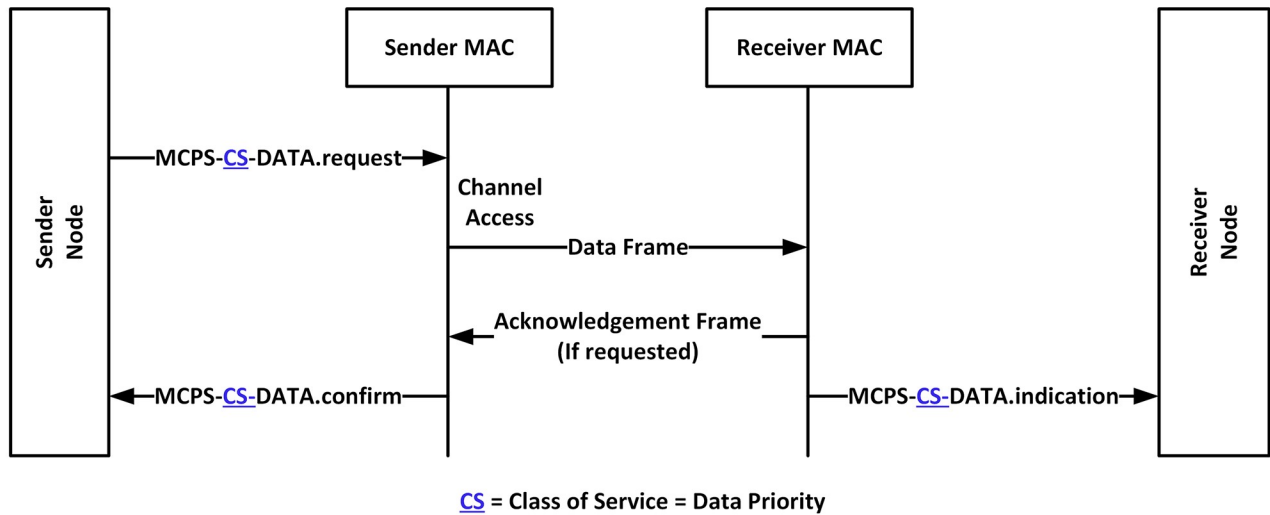 Sender MAC
Receiver MAC
MCPS-CS-DATA.request
Channel
Access
Sender
Node
Receiver
Node
Data Frame
Acknowledgement Frame
(If requested)
MCPS-CS-DATA.confirm
MCPS-CS-DATA.indication
CS = Class of Service = Data Priority